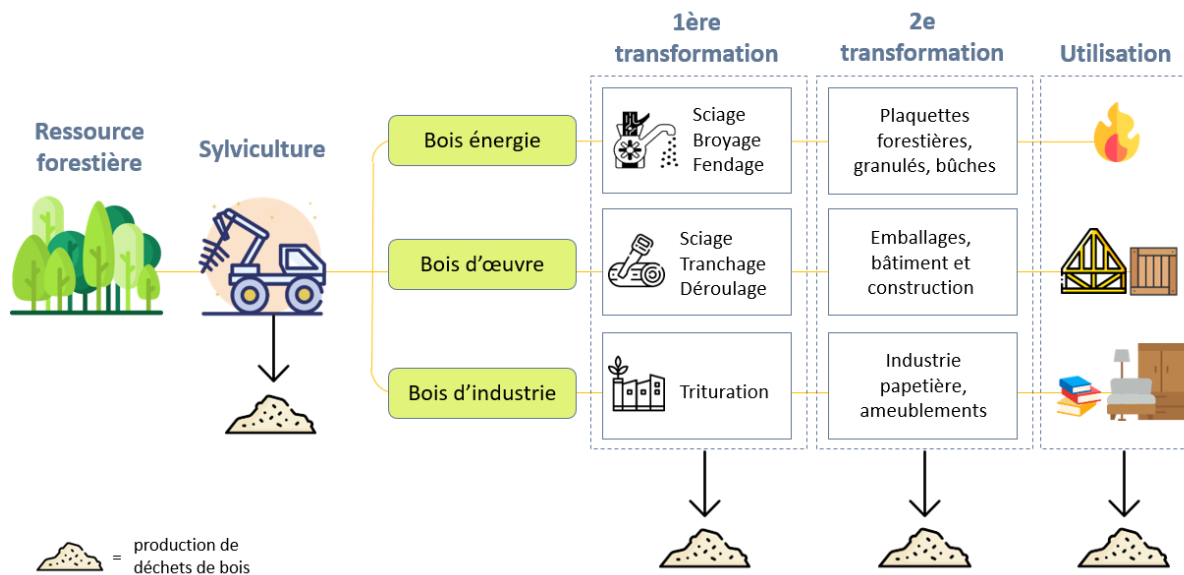 1ère
transformation
2e
transformation
Utilisation
Ressource
forestière
Sylviculture
Bois énergie
Sciage
Broyage
Fendage
Plaquettes
forestières,
granulés, bûches
Bois d’œuvre
Sciage
Tranchage
Déroulage
Emballages,
bâtiment et
construction
Bois d’industrie
Trituration
Industrie
papetière,
ameublements
= production de
déchets de bois